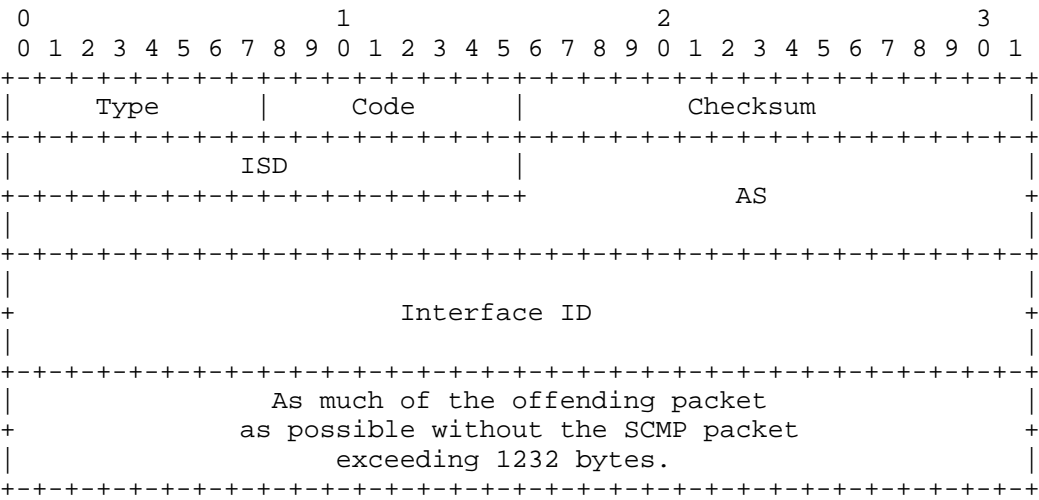 0                   1                   2                   3
 0 1 2 3 4 5 6 7 8 9 0 1 2 3 4 5 6 7 8 9 0 1 2 3 4 5 6 7 8 9 0 1
+-+-+-+-+-+-+-+-+-+-+-+-+-+-+-+-+-+-+-+-+-+-+-+-+-+-+-+-+-+-+-+-+
|     Type      |     Code      |          Checksum             |
+-+-+-+-+-+-+-+-+-+-+-+-+-+-+-+-+-+-+-+-+-+-+-+-+-+-+-+-+-+-+-+-+
|              ISD              |                               |
+-+-+-+-+-+-+-+-+-+-+-+-+-+-+-+-+             AS                +
|                                                               |
+-+-+-+-+-+-+-+-+-+-+-+-+-+-+-+-+-+-+-+-+-+-+-+-+-+-+-+-+-+-+-+-+
|                                                               |
+                        Interface ID                           +
|                                                               |
+-+-+-+-+-+-+-+-+-+-+-+-+-+-+-+-+-+-+-+-+-+-+-+-+-+-+-+-+-+-+-+-+
|                As much of the offending packet                |
+              as possible without the SCMP packet              +
|                    exceeding 1232 bytes.                      |
+-+-+-+-+-+-+-+-+-+-+-+-+-+-+-+-+-+-+-+-+-+-+-+-+-+-+-+-+-+-+-+-+